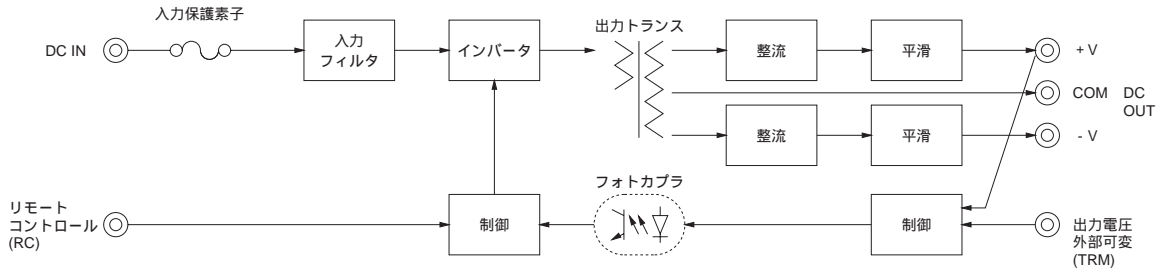 入力保護素子
DC IN
入力
フィルタ
インバータ
出力トランス
整流
平滑
+V
COM
DC
OUT
整流
平滑
- V
リモート
コントロール
(RC)
制御
フォトカプラ
制御
出力電圧
外部可変
(TRM)